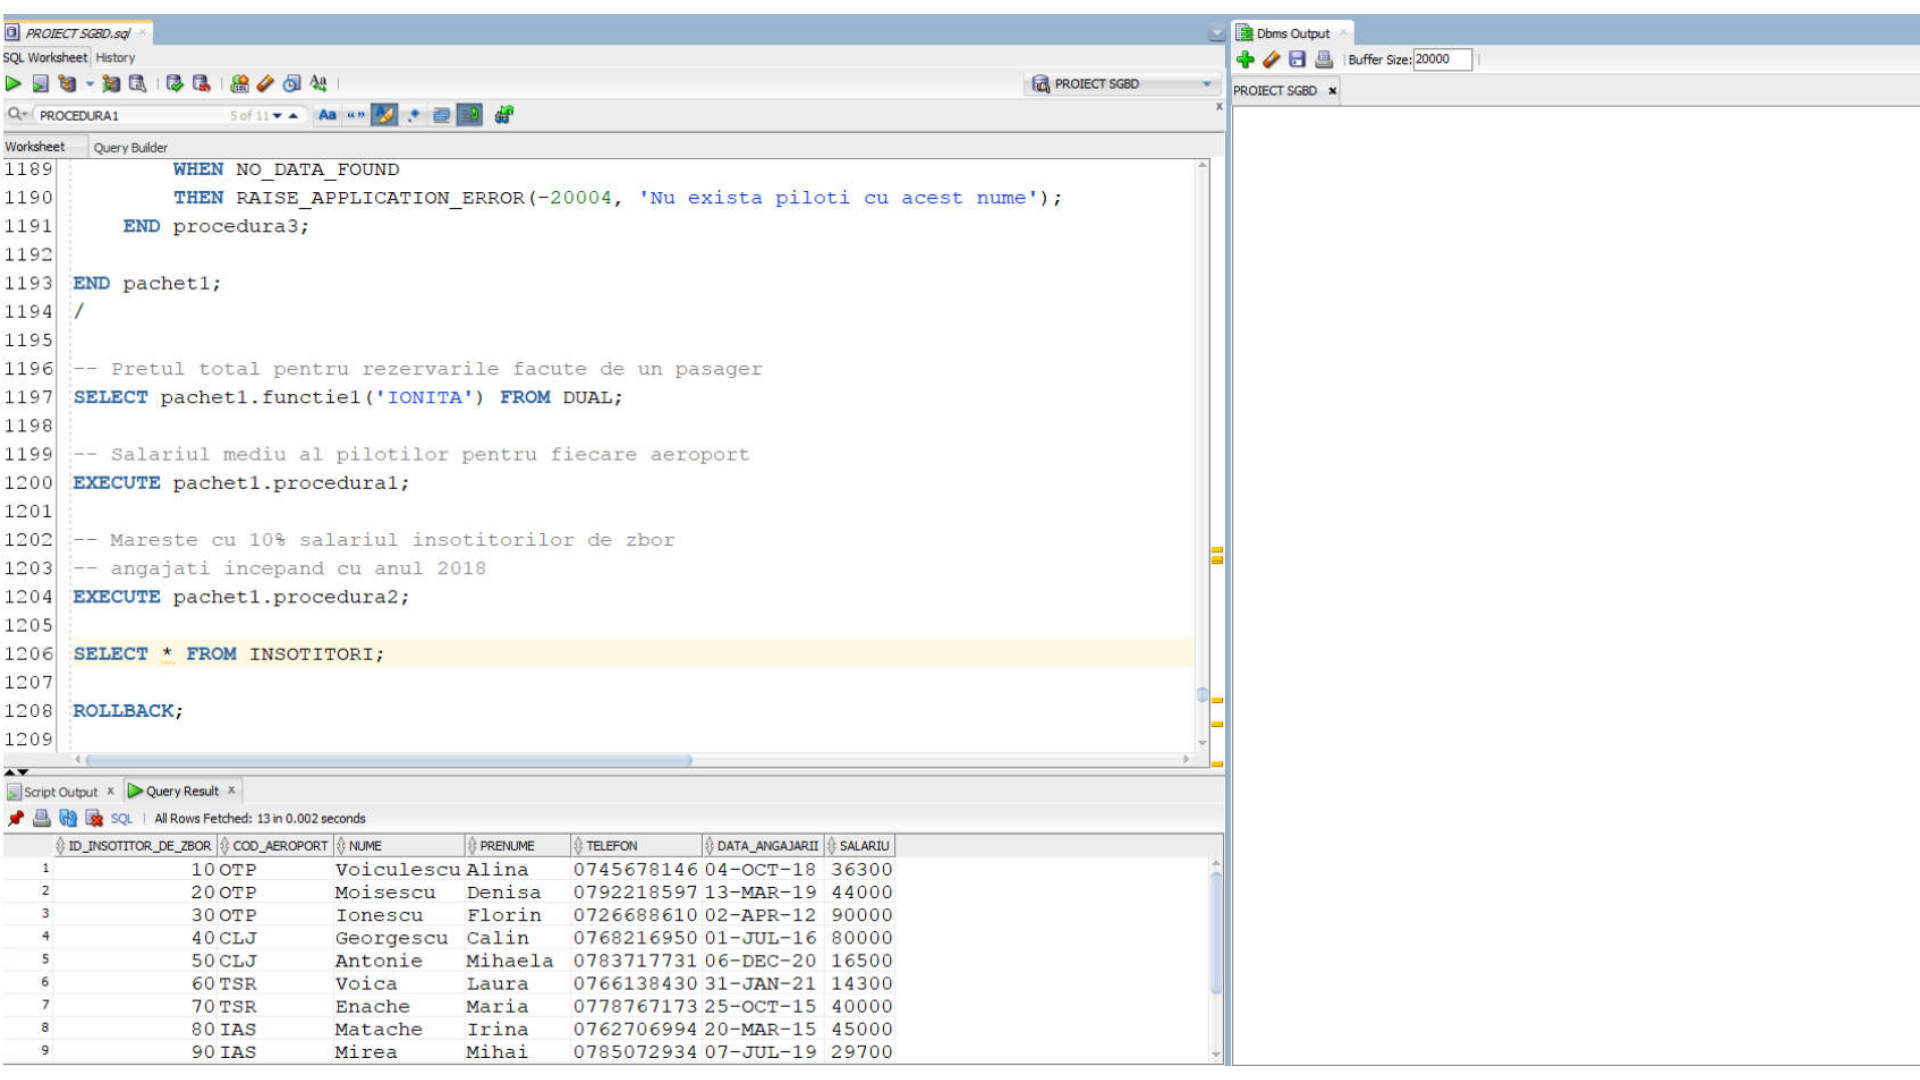 PROIECT SGBD.sql
SQL Worksheet History
PROIECT SGBD
PROCEDURA1 5 of 11 Aa “”
Worksheet Query Builder
1189 WHEN NO_DATA_FOUND
1190 THEN RAISE_APPLICATION_ERROR(-20004, 'Nu exista piloti cu acest nume');
1191 END procedura3;
1192
1193 END pachet1;
1194 /
1195
1196 -- Pretul total pentru rezervarile facute de un pasager
1197 SELECT pachet1.functie1('IONITA') FROM DUAL;
1198
1199 -- Salariul mediu al pilotilor pentru fiecare aeroport
1200 EXECUTE pachet1.procedura1;
1201
1202 -- Mareste cu 10% salariul insotitorilor de zbor
1203 -- angajati incepand cu anul 2018
1204 EXECUTE pachet1.procedura2;
1205
1206 SELECT * FROM INSOTITORI;
1207
1208 ROLLBACK;
1209
Script Output x Query Result x
SQL | All Rows Fetched: 13 in 0.002 seconds
ID_INSOTITOR_DE_ZBOR COD_AEROPORT NUME PRENUME TELEFON DATA_ANGAJARII SALARIU
1 10 OTP Voiculescu Alina 0745678146 04-OCT-18 36300
2 20 OTP Moisescu Denisa 0792218597 13-MAR-19 44000
3 30 OTP Ionescu Florin 0726688610 02-APR-12 90000
4 40 CLJ Georgescu Calin 0768216950 01-JUL-16 80000
5 50 CLJ Antonie Mihaela 0783717731 06-DEC-20 16500
6 60 TSR Voica Laura 0766138430 31-JAN-21 14300
7 70 TSR Enache Maria 0778767173 25-OCT-15 40000
8 80 IAS Matache Irina 0762706994 20-MAR-15 45000
9 90 IAS Mirea Mihai 0785072934 07-JUL-19 29700
Dbms Output
Buffer Size: 20000
PROIECT SGBD x